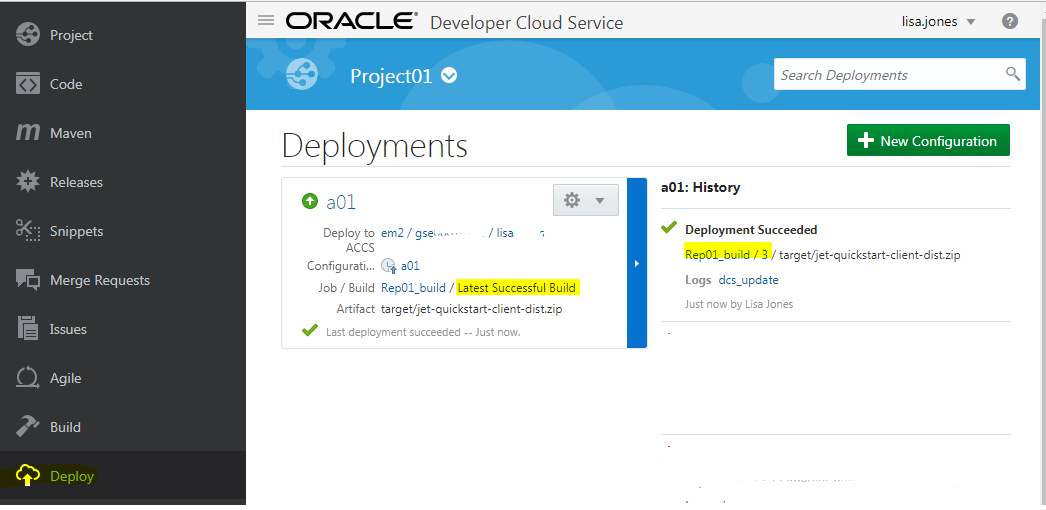 Project
Code
Maven
Releases
Snippets
Merge Requests
Issues
Agile
Build
Deploy
ORACLE® Developer Cloud Service
lisa.jones
?
Project01
Search Deployments
Deployments
New Configuration
a01
Deploy to em2 / / lisa
ACCS
Configurati... a01
Job / Build Rep01_build / Latest Successful Build
Artifact target/jet-quickstart-client-dist.zip
Last deployment succeeded -- Just now.
a01: History
Deployment Succeeded
Rep01_build / 3 / target/jet-quickstart-client-dist.zip
Logs dcs_update
Just now by Lisa Jones